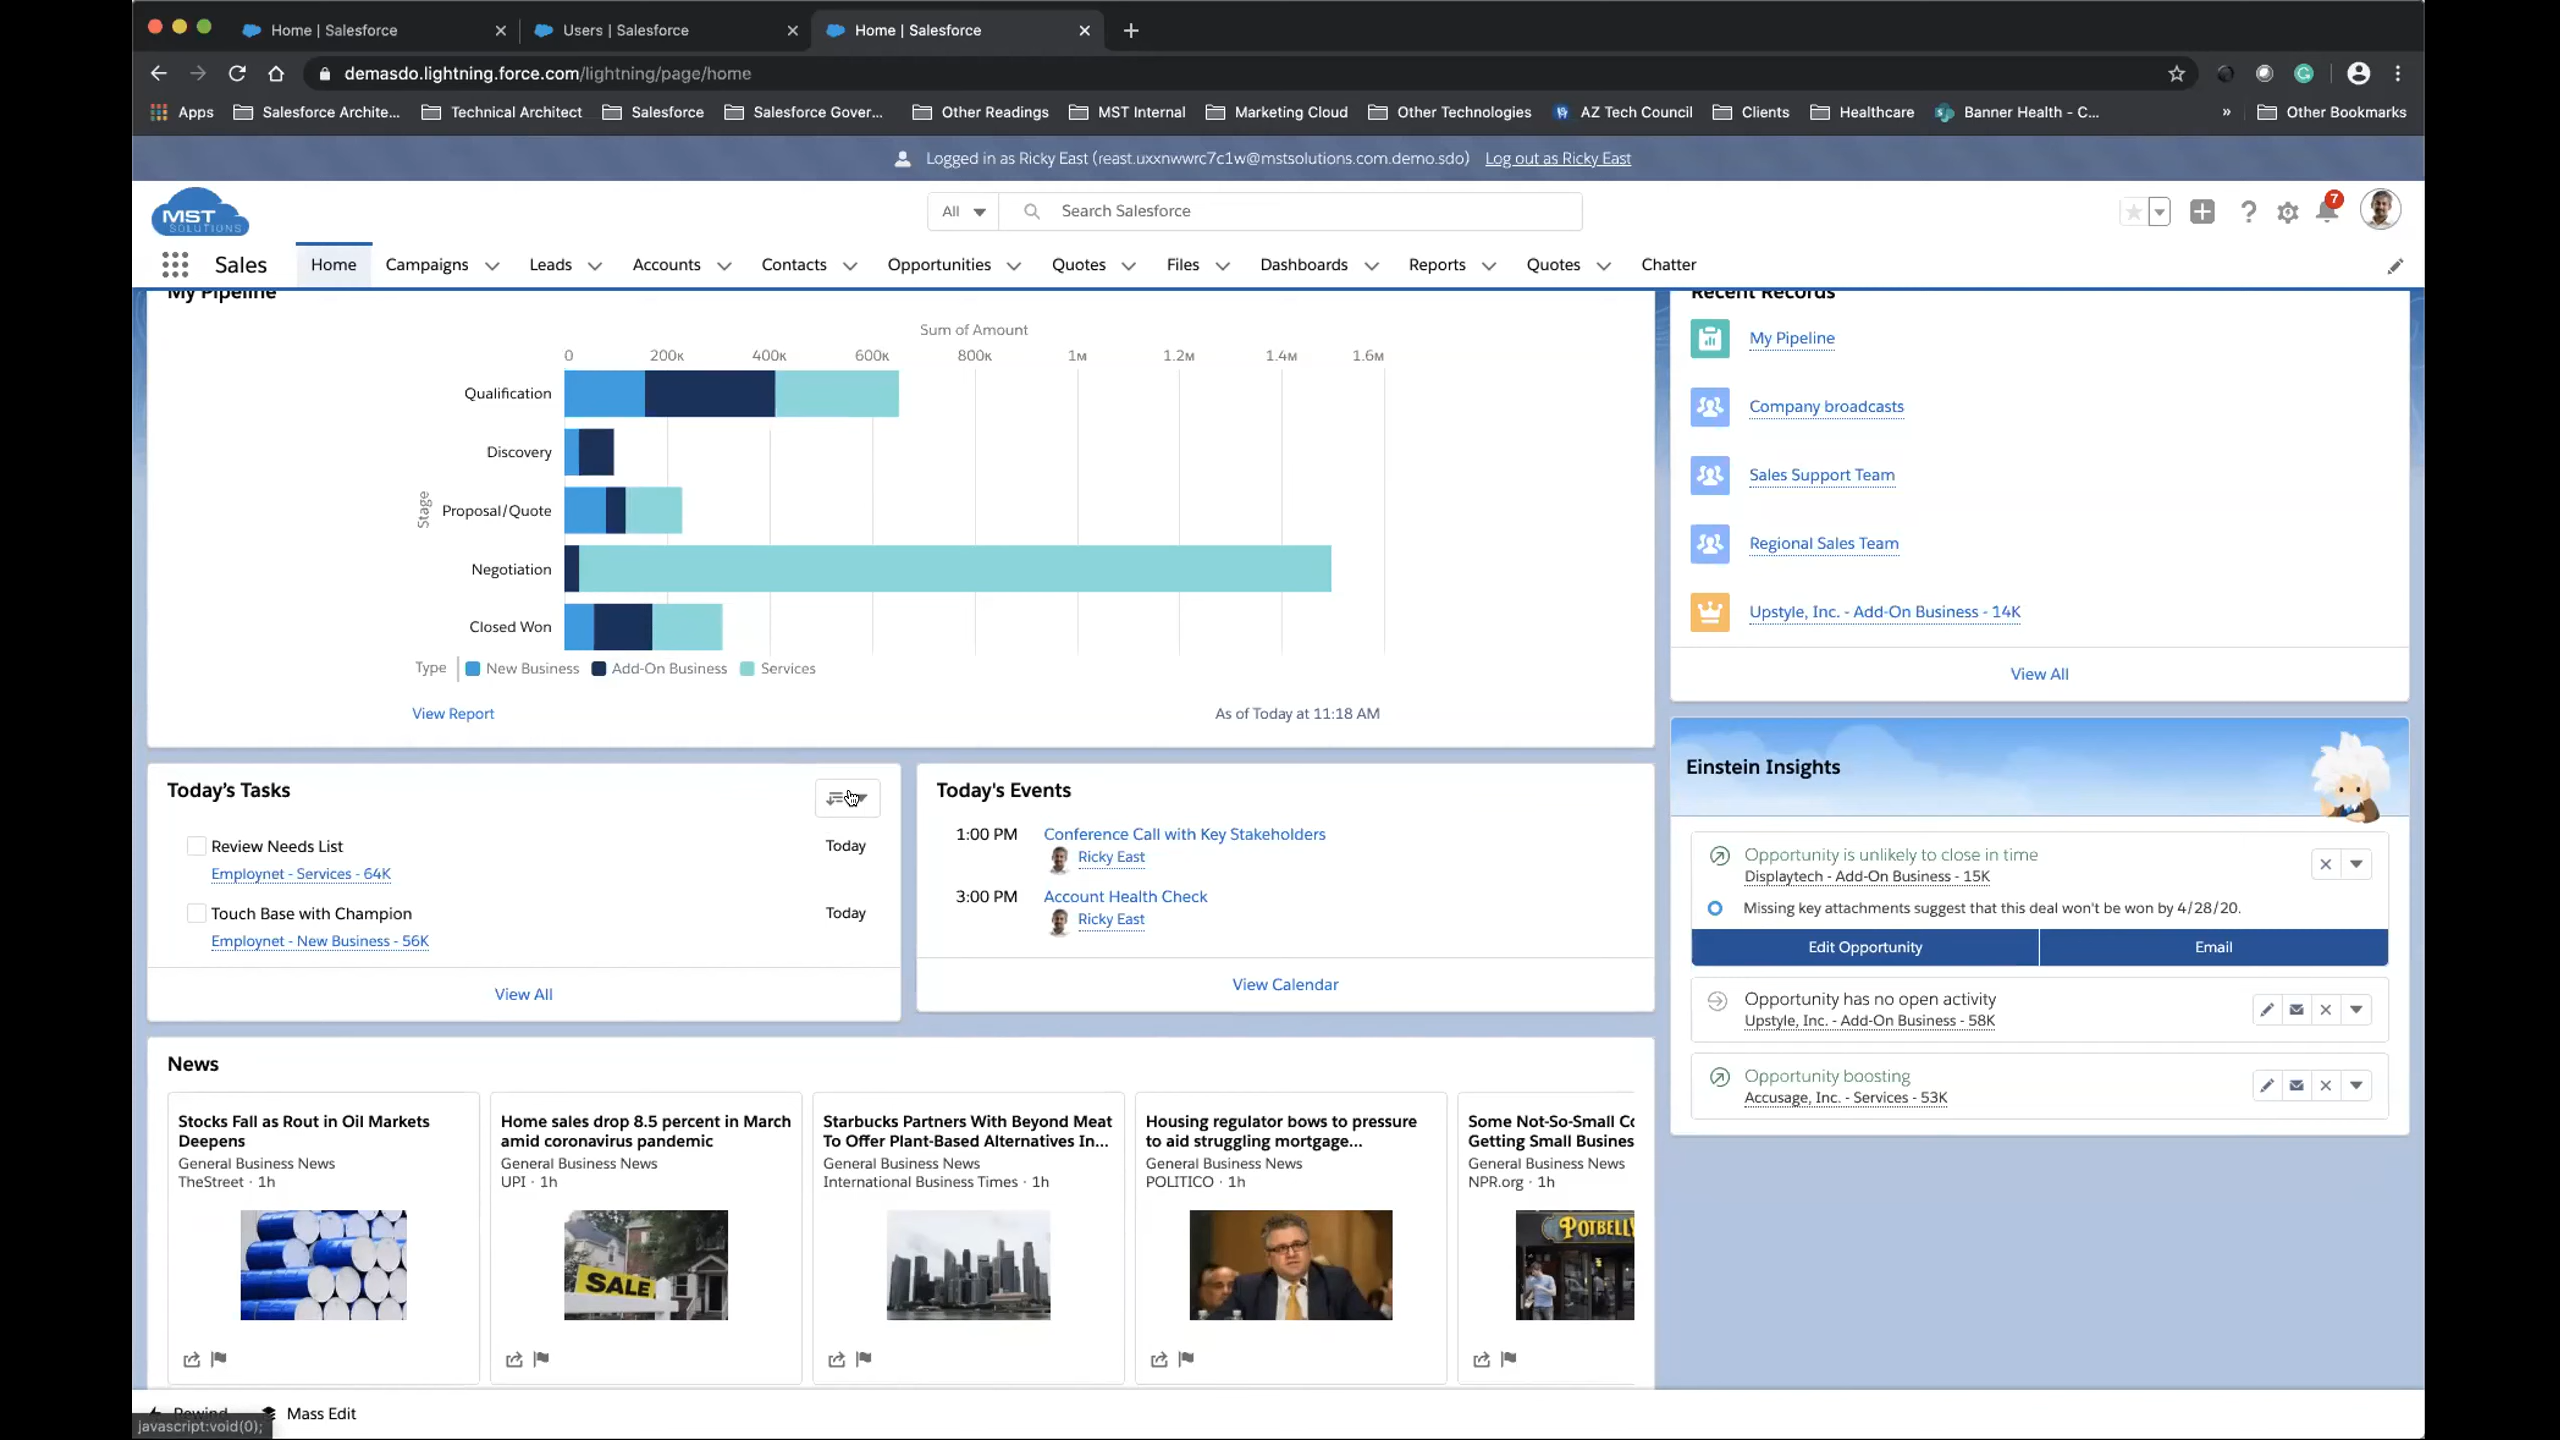 Home | Salesforce
Users | Salesforce
Home | Salesforce
demasdo.lightning.force.com/lightning/page/home
Apps
Salesforce Archite...
Technical Architect
Salesforce
Salesforce Gover...
Other Readings
MST Internal
Marketing Cloud
Other Technologies
AZ Tech Council
Clients
Healthcare
Banner Health - C...
»
Other Bookmarks
Logged in as Ricky East (reast.uxxnwwrc7c1w@mstsolutions.com.demo.sdo) Log out as Ricky East
MST
SOLUTIONS
All
Search Salesforce
7
Sales
Home
Campaigns
Leads
Accounts
Contacts
Opportunities
Quotes
Files
Dashboards
Reports
Quotes
Chatter
My Pipeline
Sum of Amount
0 200K 400K 600K 800K 1M 1.2M 1.4M 1.6M
Stage
Qualification
Discovery
Proposal/Quote
Negotiation
Closed Won
Type New Business Add-On Business Services
View Report
As of Today at 11:18 AM
Recent Records
My Pipeline
Company broadcasts
Sales Support Team
Regional Sales Team
Upstyle, Inc. - Add-On Business - 14K
View All
Today's Tasks
Review Needs List Today
Employnet - Services - 64K
Touch Base with Champion Today
Employnet - New Business - 56K
View All
Today's Events
1:00 PM Conference Call with Key Stakeholders
Ricky East
3:00 PM Account Health Check
Ricky East
View Calendar
Einstein Insights
Opportunity is unlikely to close in time
Displaytech - Add-On Business - 15K
Missing key attachments suggest that this deal won't be won by 4/28/20.
Edit Opportunity
Email
Opportunity has no open activity
Upstyle, Inc. - Add-On Business - 58K
Opportunity boosting
Accusage, Inc. - Services - 53K
News
Stocks Fall as Rout in Oil Markets
Deepens
General Business News
TheStreet · 1h
Home sales drop 8.5 percent in March
amid coronavirus pandemic
General Business News
UPI · 1h
SALE
Starbucks Partners With Beyond Meat
To Offer Plant-Based Alternatives In...
General Business News
International Business Times · 1h
Housing regulator bows to pressure
to aid struggling mortgage...
General Business News
POLITICO · 1h
Some Not-So-Small Co
Getting Small Busines
General Business News
NPR.org · 1h
POTBELL
Rewind
Mass Edit
javascript:void(0);